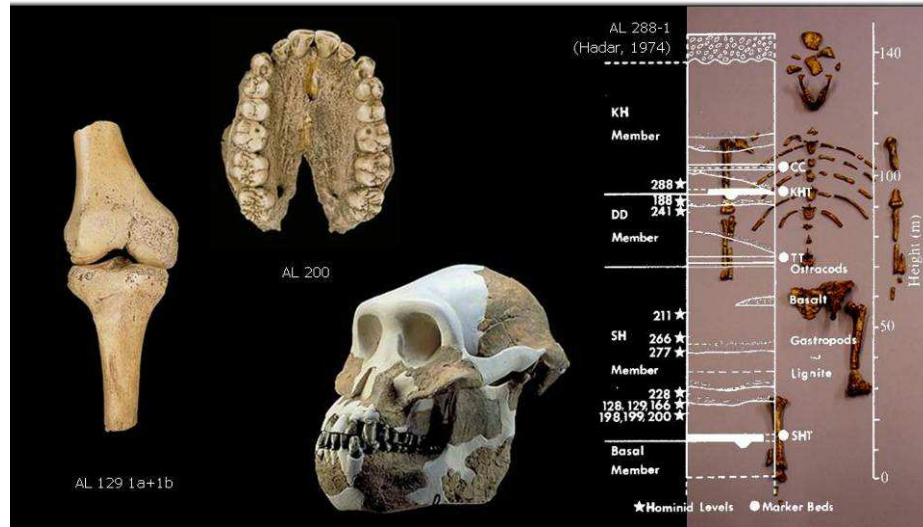 AL 288-1
(Hadar, 1974)
140
KH
Member
CC
100
288
KHT
188
DD
241
Member
TT
Ostracods
Height (m)
Basalt
211
50
SH
266
Gastropods
277
Member
Lignite
228
128, 129, 166
198, 199, 200
SHT
Basal
Member
0
★Hominid Levels
●Marker Beds
AL 200
AL 129 1a+1b